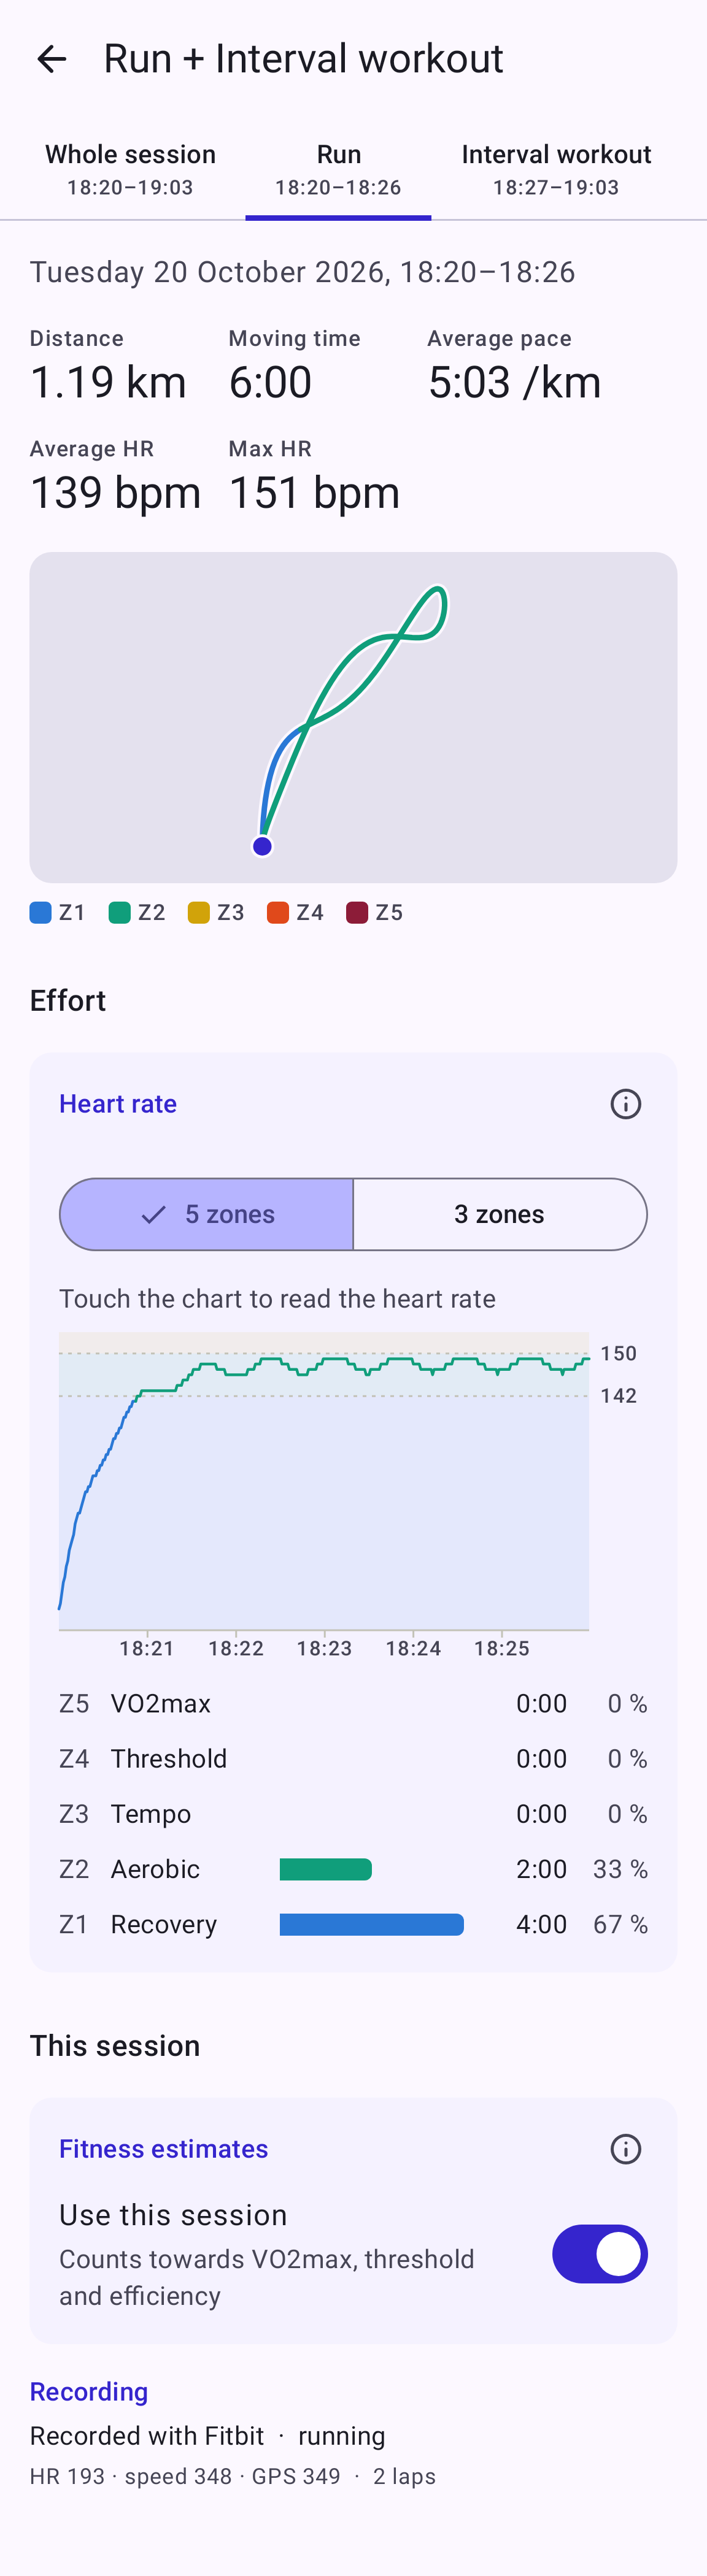 Run + Interval workout
Whole session
18:20–19:03
Run
18:20–18:26
Interval workout
18:27–19:03
Tuesday 20 October 2026, 18:20–18:26
Distance
1.19 km
Moving time
6:00
Average pace
5:03 /km
Average HR
139 bpm
Max HR
151 bpm
Z1 Z2 Z3 Z4 Z5
Effort
Heart rate
5 zones
3 zones
Touch the chart to read the heart rate
150
142
18:21 18:22 18:23 18:24 18:25
Z5 VO2max 0:00 0 %
Z4 Threshold 0:00 0 %
Z3 Tempo 0:00 0 %
Z2 Aerobic 2:00 33 %
Z1 Recovery 4:00 67 %
This session
Fitness estimates
Use this session
Counts towards VO2max, threshold
and efficiency
Recording
Recorded with Fitbit · running
HR 193 · speed 348 · GPS 349 · 2 laps